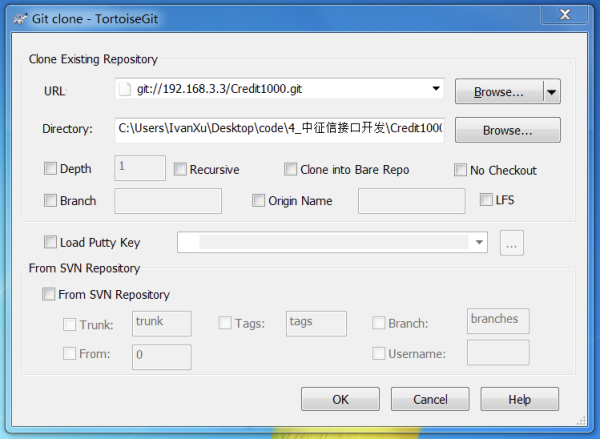 Git clone - TortoiseGit
Clone Existing Repository
URL: git://192.168.3.3/Credit1000.git Browse...
Directory: C:\Users\IvanXu\Desktop\code\4_中征信接口开发\Credit1000 Browse...
Depth 1 Recursive Clone into Bare Repo No Checkout
Branch Origin Name LFS
Load Putty Key ...
From SVN Repository
From SVN Repository
Trunk: trunk Tags: tags Branch: branches
From: 0 Username:
OK Cancel Help